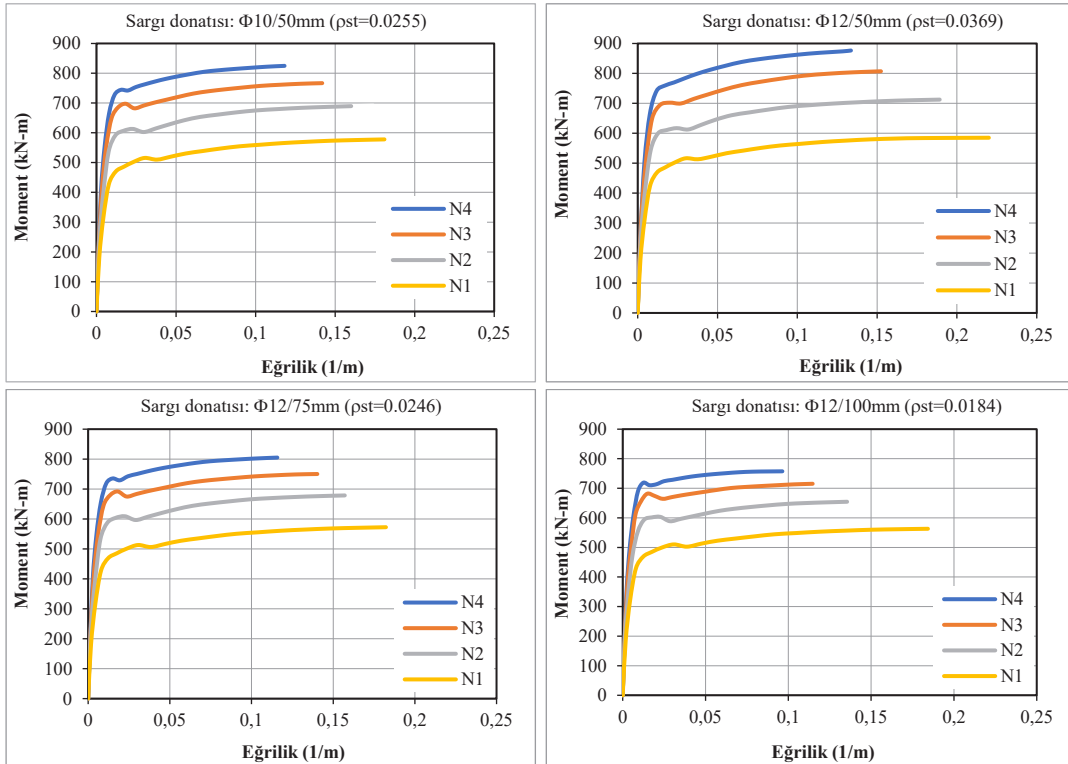 Sargı donatısı: Φ10/50mm (ρst=0.0255)
900
800
700
600
500
400
300
200
100
0
Moment (kN-m)
N4
N3
N2
N1
0 0,05 0,1 0,15 0,2 0,25
Eğrilik (1/m)
Sargı donatısı: Φ12/50mm (ρst=0.0369)
900
800
700
600
500
400
300
200
100
0
Moment (kN-m)
N4
N3
N2
N1
0 0,05 0,1 0,15 0,2 0,25
Eğrilik (1/m)
Sargı donatısı: Φ12/75mm (ρst=0.0246)
900
800
700
600
500
400
300
200
100
0
Moment (kN-m)
N4
N3
N2
N1
0 0,05 0,1 0,15 0,2 0,25
Eğrilik (1/m)
Sargı donatısı: Φ12/100mm (ρst=0.0184)
900
800
700
600
500
400
300
200
100
0
Moment (kN-m)
N4
N3
N2
N1
0 0,05 0,1 0,15 0,2 0,25
Eğrilik (1/m)